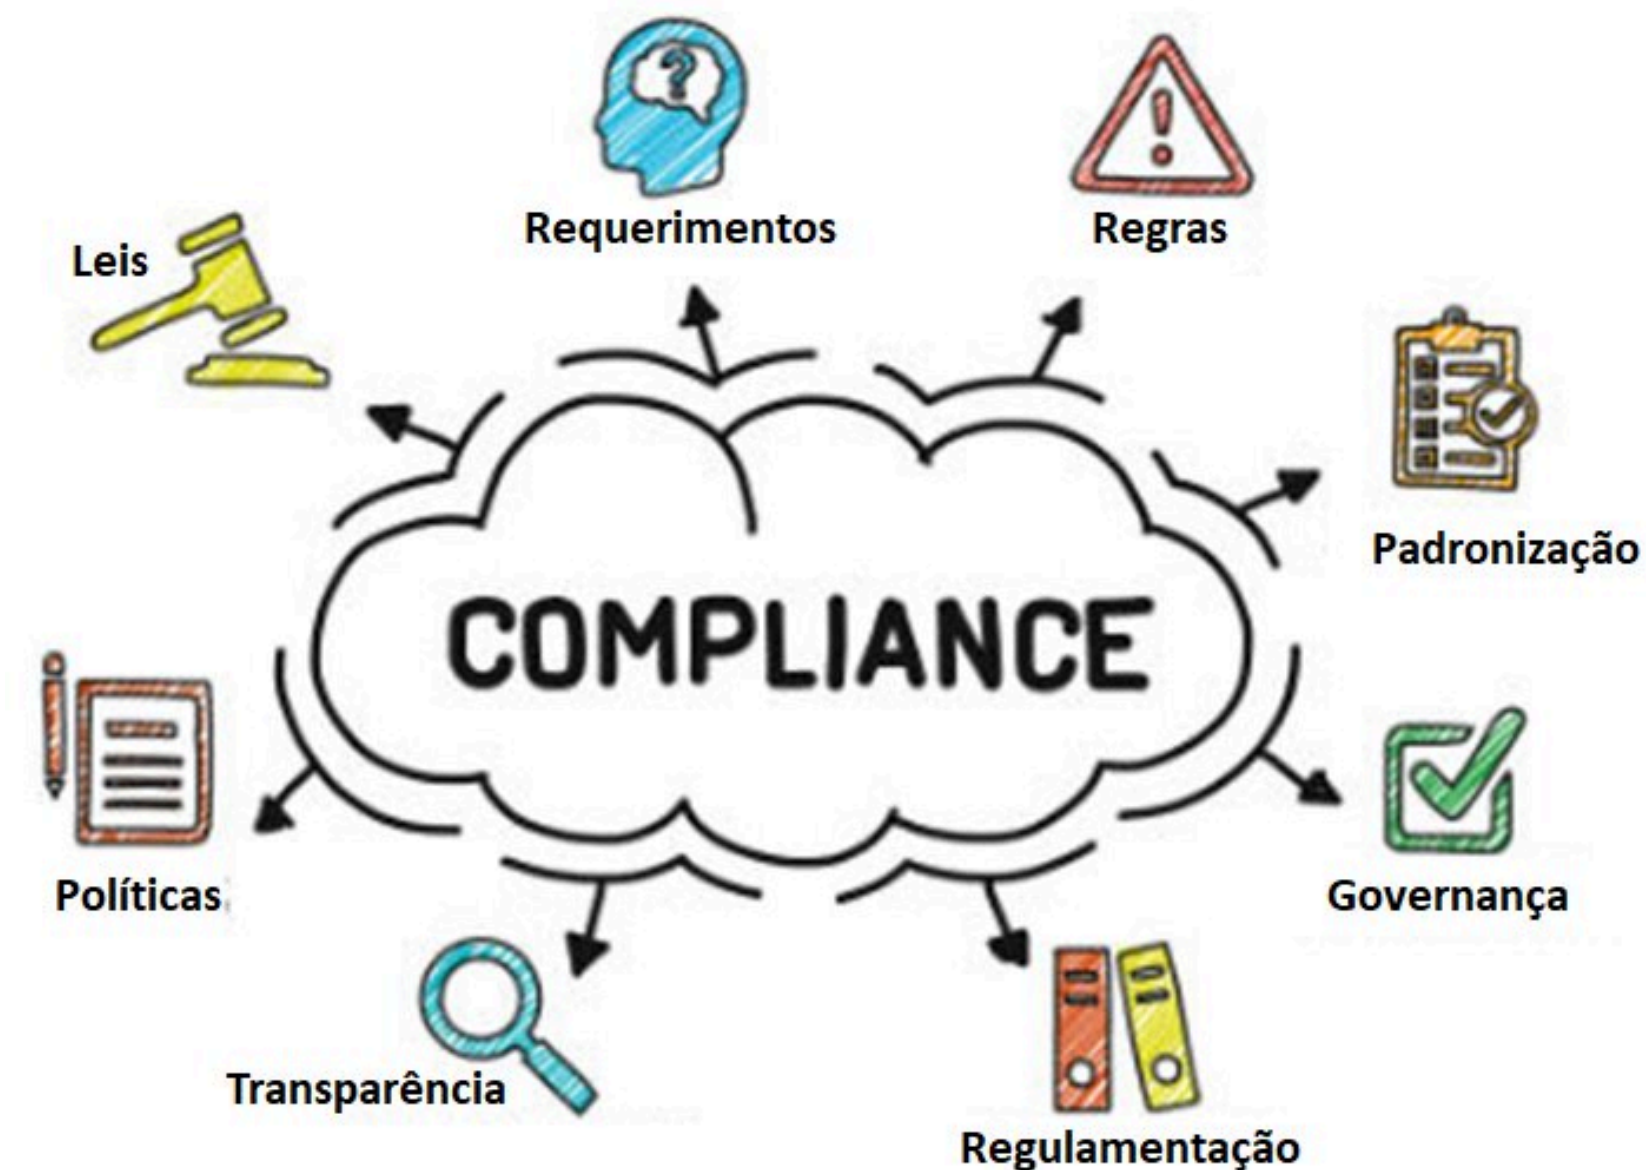 Requerimentos
Regras
Leis
Padronização
COMPLIANCE
Políticas
Governança
Transparência
Regulamentação